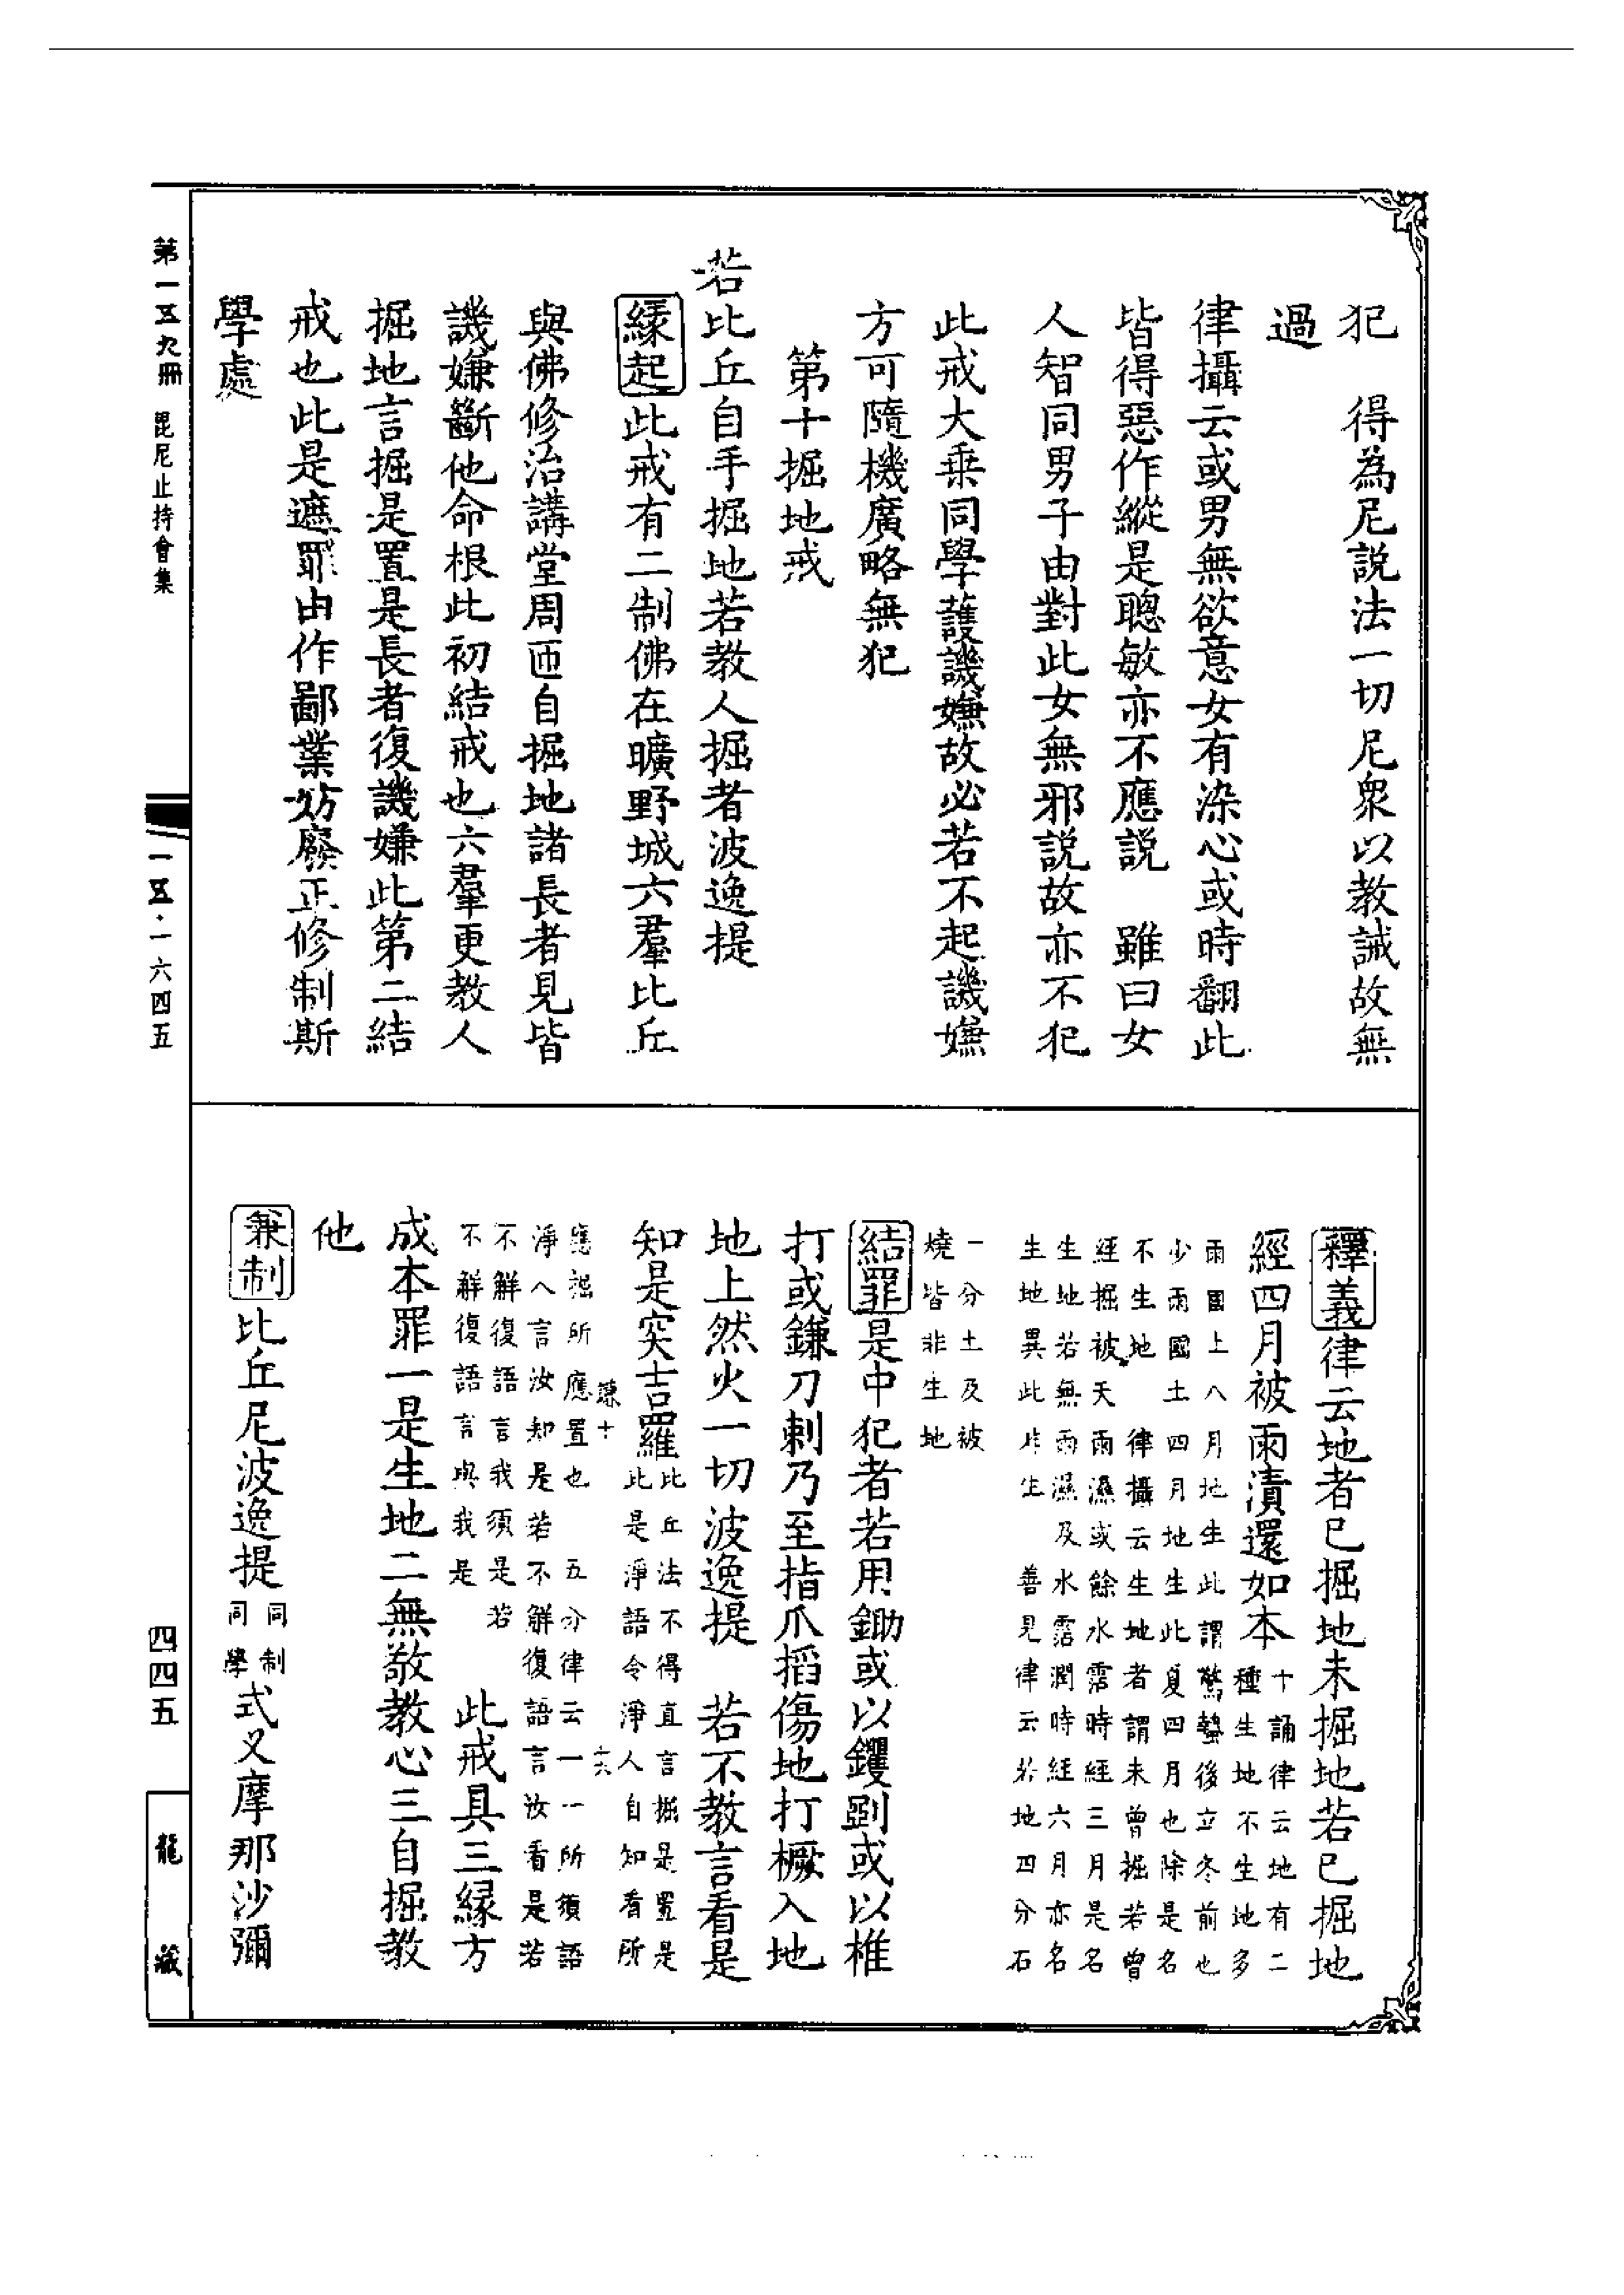 犯　得為尼説法一切尼衆以教誡故無
過
律攝云或男無欲意女有染心或時翻此
皆得惡作縱是聰敏亦不應説　雖曰女
人智同男子由對此女無邪説故亦不犯
此戒大乗同學護譏嫌故必若不起譏嫌
方可隨機廣略無犯
第十掘地戒
若比丘自手掘地若教人掘者波逸提
緣起此戒有二制佛在曠野城六羣比丘
與佛修治講堂周匝自掘地諸長者見皆
譏嫌斷他命根此初結戒也六羣更教人
掘地言掘是置是長者復譏嫌此第二結
戒也此是遮罪由作鄙業妨廢正修制斯
學處
釋義律云地者已掘地未掘地若已掘地
經四月被雨漬還如本十誦律云地有二
種生地不生地多
雨國土八月地生此謂驚蟄後立冬前也
少雨國土四月地生此夏四月也除是名
不生地　律攝云生地者謂未曾掘若曾
經掘被天雨濕或餘水霑時經三月是名
生地若無雨濕及水霑潤時經六月亦名
生地異此非生　善見律云若地四分石
一分土及被
燒皆非生地
結罪是中犯者若用鋤或以钁斵或以椎
打或鎌刀剌乃至指爪搯傷地打橛入地
地上然火一切波逸提　若不教言看是
知是突吉羅此比丘法不得直言掘是置是
此是淨語令淨人自知看所
謙十
十六
應掘所應置也　五分律云一一所須語
淨人言汝知是若不解復語言汝看是若
不解復語言我須是若
不解復語言與我是
此戒具三緣方
成本罪一是生地二無敬教心三自掘教
他
兼制比丘尼波逸提同制
同學式叉摩那沙彌
第一五九冊　毘尼止持會集
一五·一六四五
四四五
龍藏